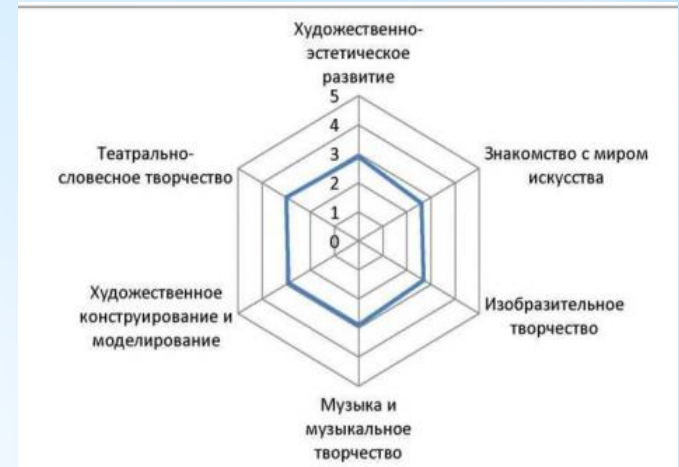 Художественно-
эстетическое
развитие
5
4
3
2
1
0
Знакомство с миром
искусства
Изобразительное
творчество
Музыка и
музыкальное
творчество
Художественное
конструирование и
моделирование
Театрально-
словесное творчество